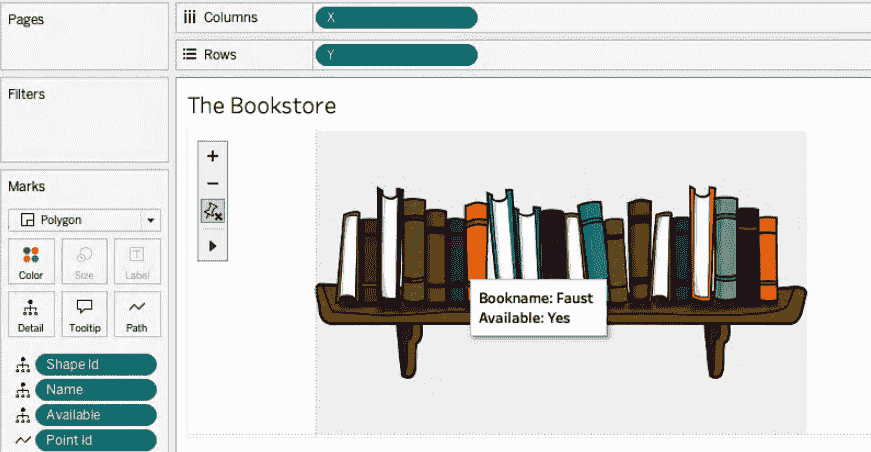 Pages
Columns
X
Rows
Y
Filters
The Bookstore
Marks
Polygon
Color
Size
Label
Detail
Tooltip
Path
Shape Id
Name
Available
Point Id
Bookname: Faust
Available: Yes